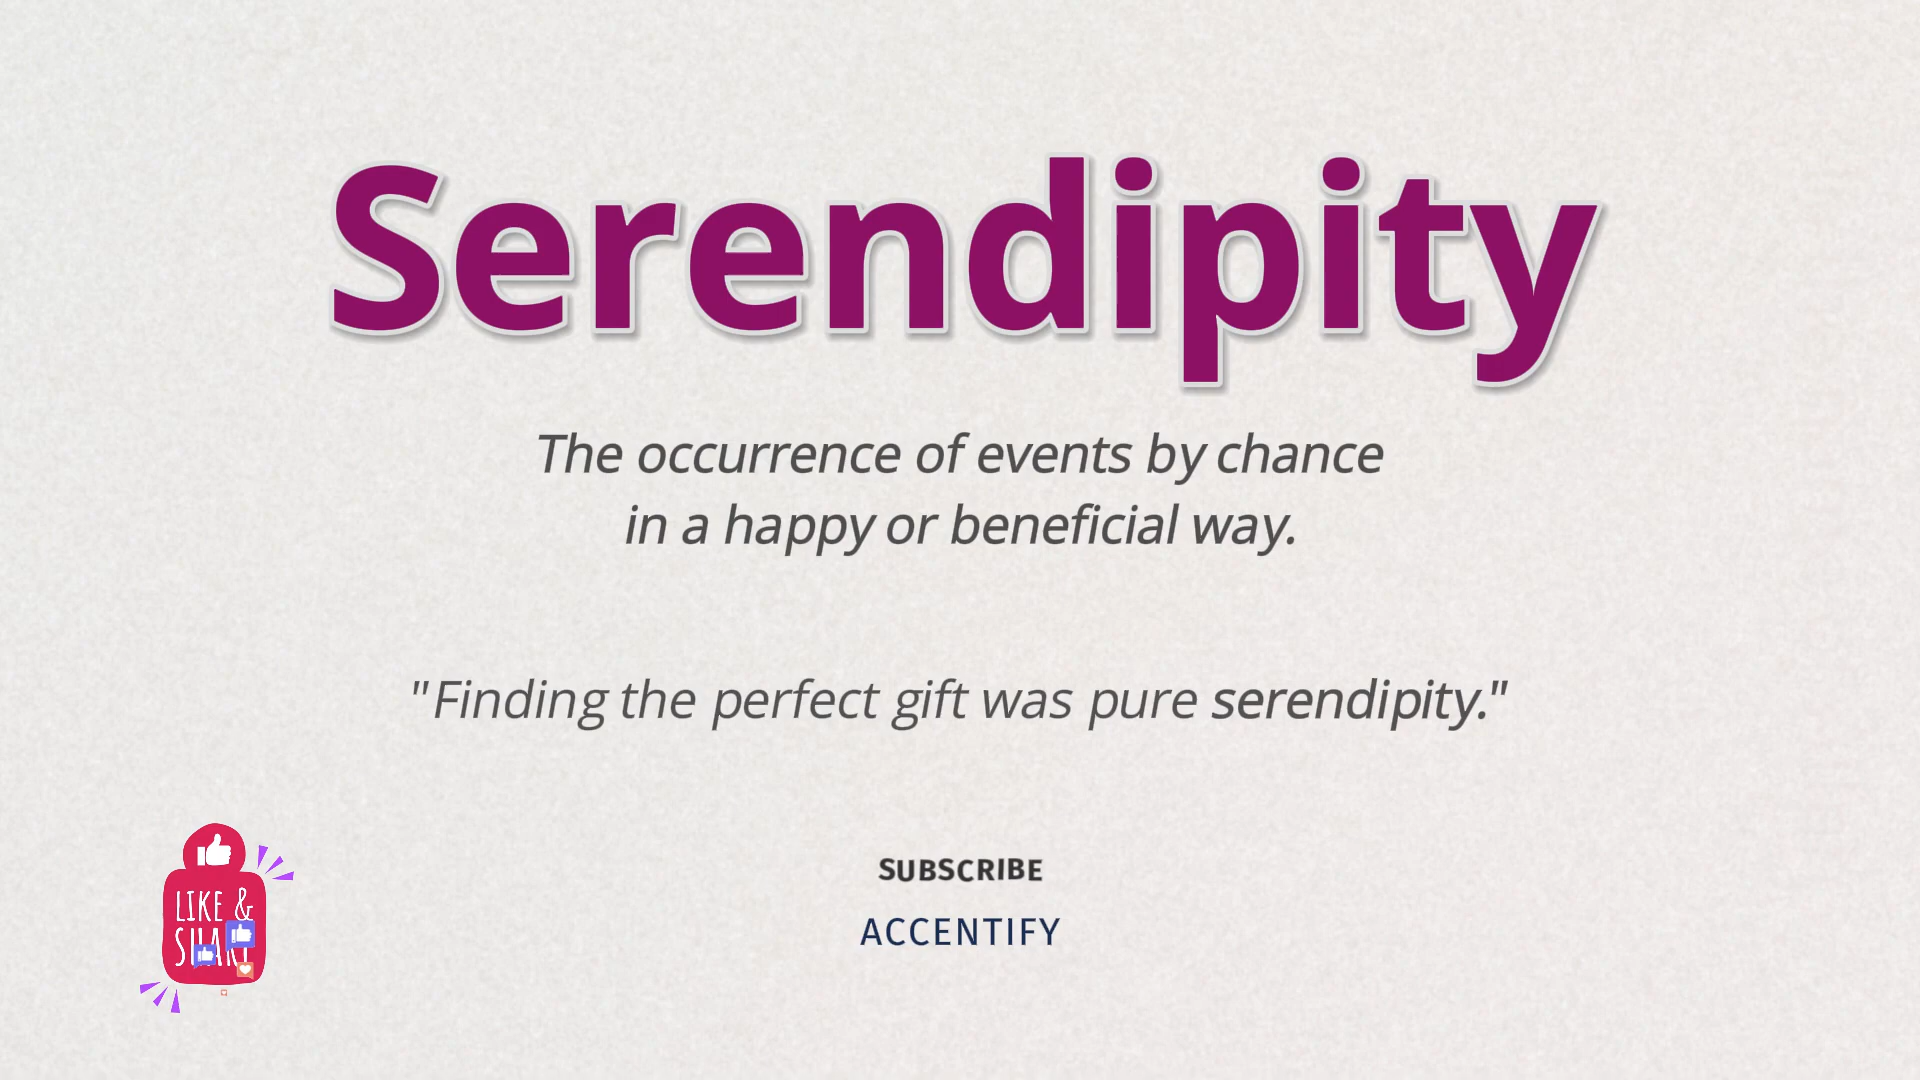 Serendipity
The occurrence of events by chance
in a happy or beneficial way.
"Finding the perfect gift was pure serendipity."
LIKE &
SHARE
SUBSCRIBE
ACCENTIFY